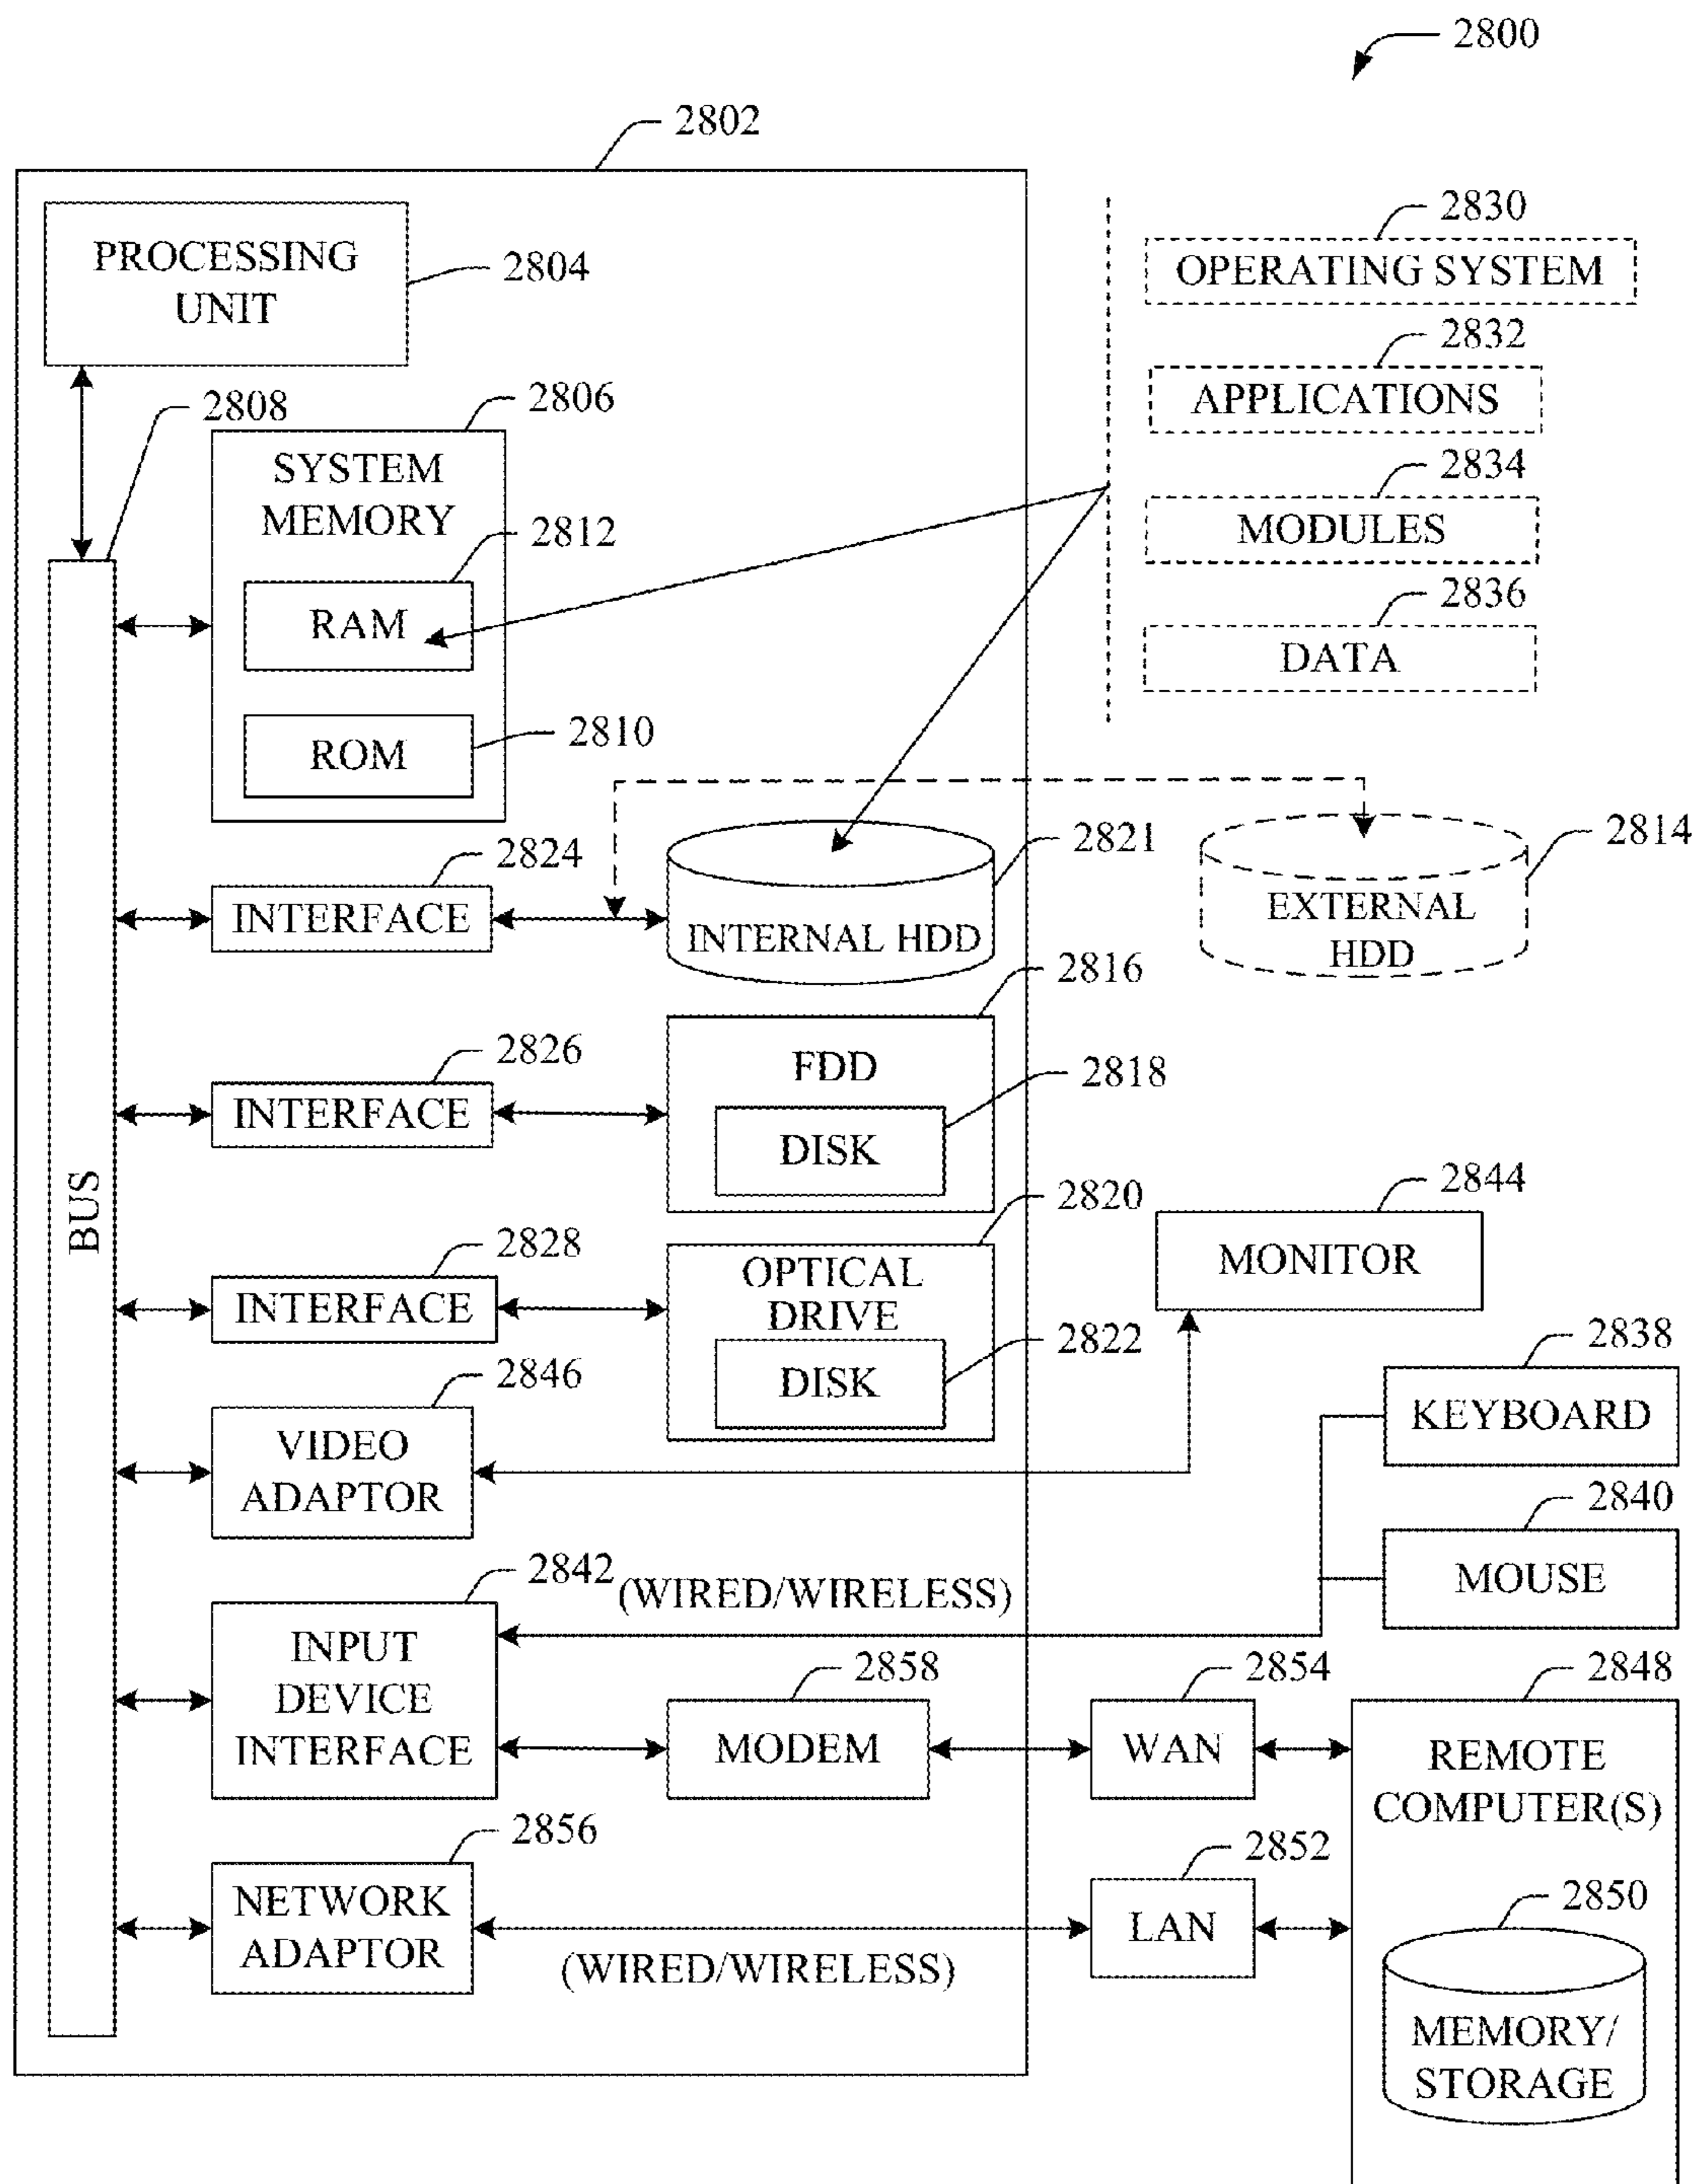 2800
2802
PROCESSING
UNIT
2804
2830
OPERATING SYSTEM
2832
APPLICATIONS
2834
MODULES
2836
DATA
2808
2806
SYSTEM
MEMORY
2812
RAM
2810
ROM
BUS
2824
INTERFACE
2821
INTERNAL HDD
2814
EXTERNAL
HDD
2826
INTERFACE
2816
FDD
2818
DISK
2828
INTERFACE
2820
OPTICAL
DRIVE
2822
DISK
2844
MONITOR
2846
VIDEO
ADAPTOR
2838
KEYBOARD
2840
MOUSE
2842
(WIRED/WIRELESS)
INPUT
DEVICE
INTERFACE
2858
MODEM
2854
WAN
2848
REMOTE
COMPUTER(S)
2856
NETWORK
ADAPTOR
(WIRED/WIRELESS)
2852
LAN
2850
MEMORY/
STORAGE